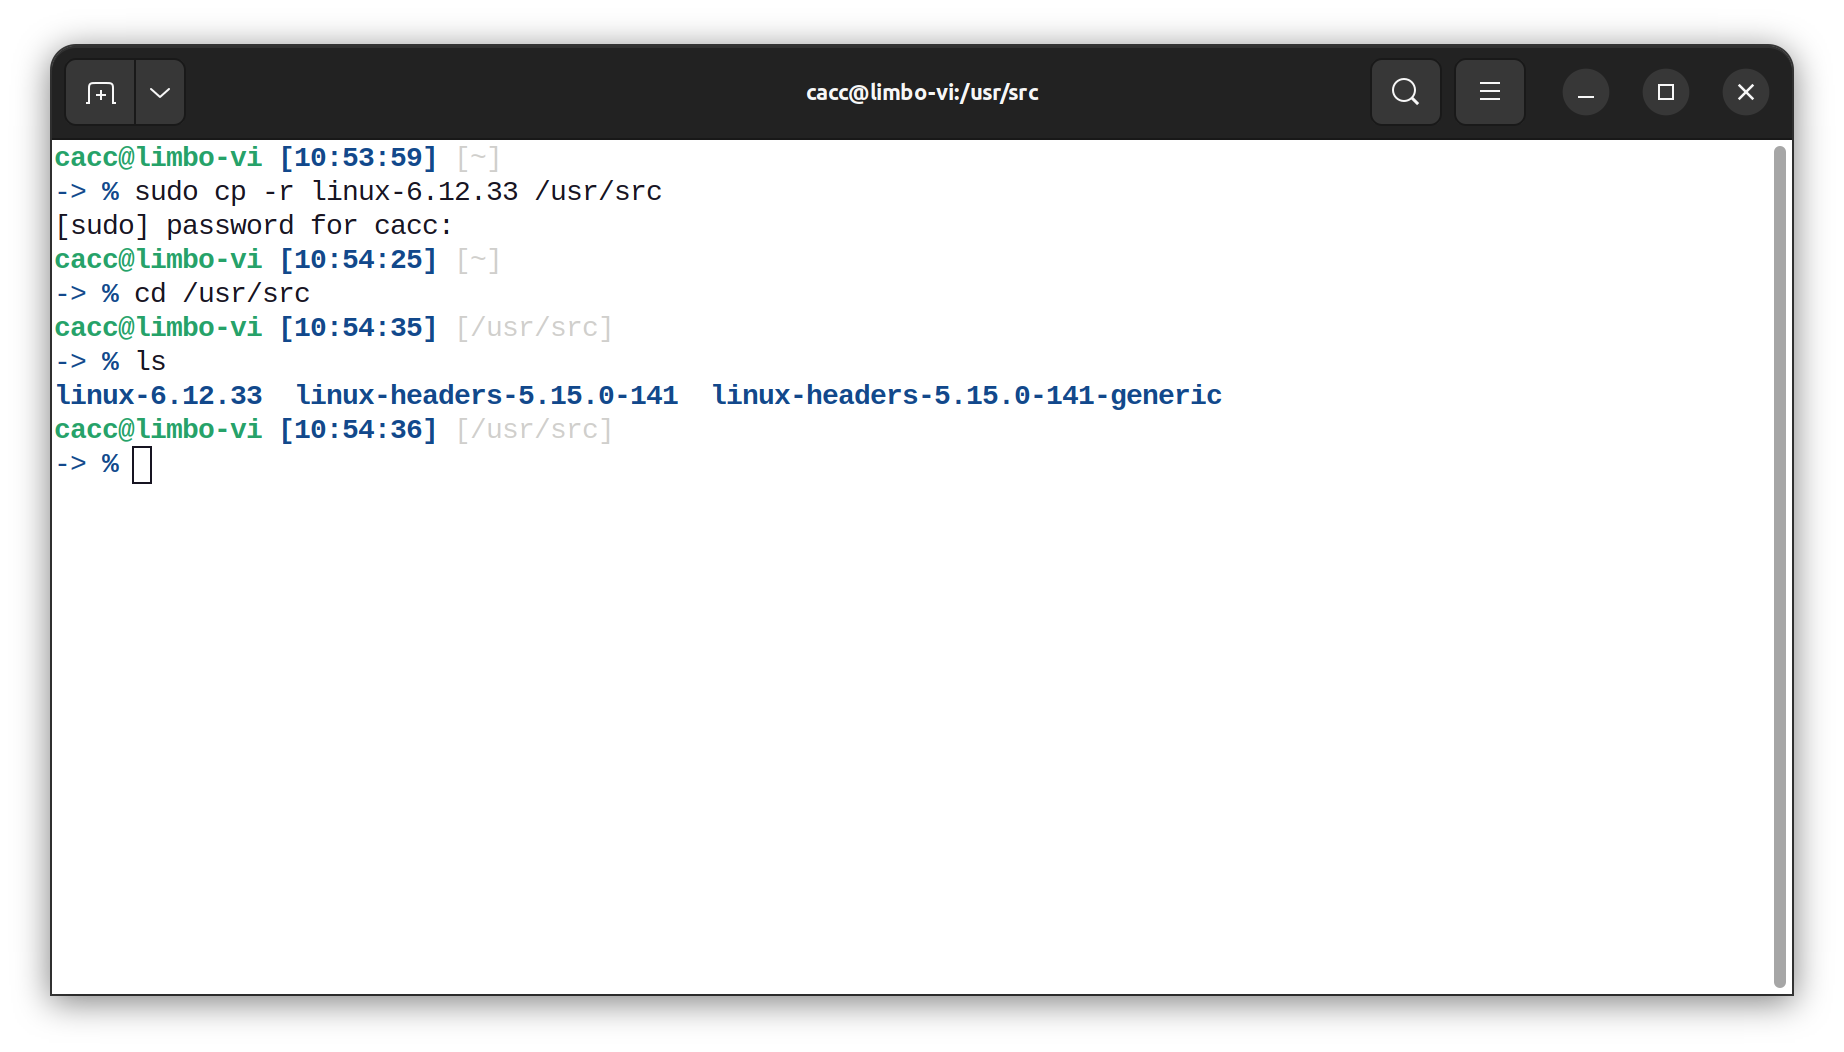 cacc@limbo-vi:/usr/src
cacc@limbo-vi [10:53:59] [~]
-> % sudo cp -r linux-6.12.33 /usr/src
[sudo] password for cacc:
cacc@limbo-vi [10:54:25] [~]
-> % cd /usr/src
cacc@limbo-vi [10:54:35] [/usr/src]
-> % ls
linux-6.12.33  linux-headers-5.15.0-141  linux-headers-5.15.0-141-generic
cacc@limbo-vi [10:54:36] [/usr/src]
-> %